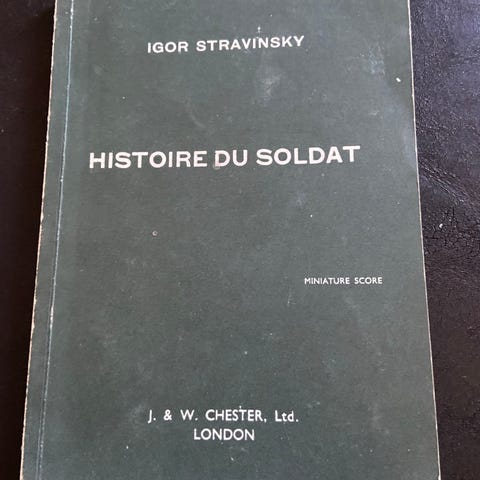 IGOR STRAVINSKY
HISTOIRE DU SOLDAT
MINIATURE SCORE
J. & W. CHESTER, Ltd.
LONDON